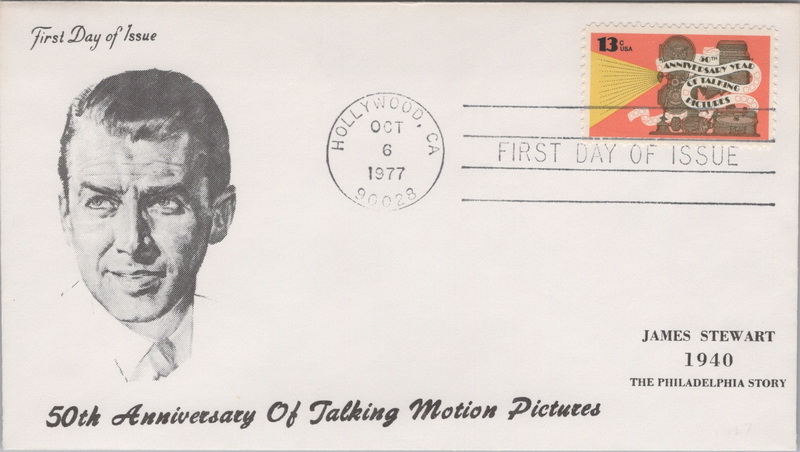 First Day of Issue
13c
USA
50TH
ANNIVERSARY YEAR
OF TALKING
PICTURES
HOLLYWOOD, CA
OCT
6
1977
90028
FIRST DAY OF ISSUE
JAMES STEWART
1940
THE PHILADELPHIA STORY
50th Anniversary Of Talking Motion Pictures